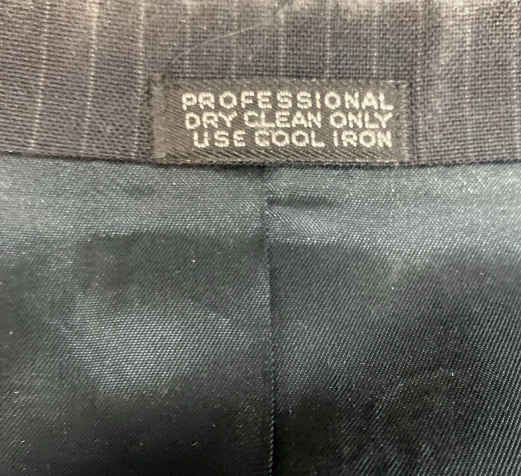 PROFESSIONAL
DRY CLEAN ONLY
USE COOL IRON